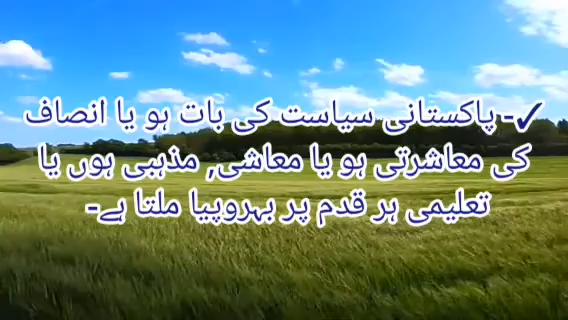 ✓- پاکستانی سیاست کی بات ہو یا انصاف
کی معاشرتی ہو یا معاشی, مذہبی ہوں یا
تعلیمی ہر قدم پر بہروپیا ملتا ہے-